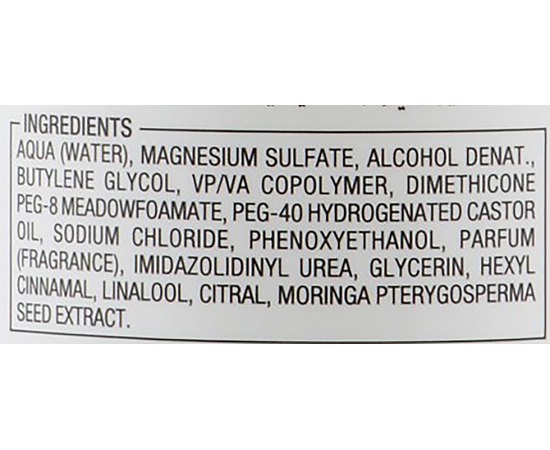 INGREDIENTS
AQUA (WATER), MAGNESIUM SULFATE, ALCOHOL DENAT.,
BUTYLENE GLYCOL, VP/VA COPOLYMER, DIMETHICONE
PEG-8 MEADOWFOAMATE, PEG-40 HYDROGENATED CASTOR
OIL, SODIUM CHLORIDE, PHENOXYETHANOL, PARFUM
(FRAGRANCE), IMIDAZOLIDINYL UREA, GLYCERIN, HEXYL
CINNAMAL, LINALOOL, CITRAL, MORINGA PTERYGOSPERMA
SEED EXTRACT.